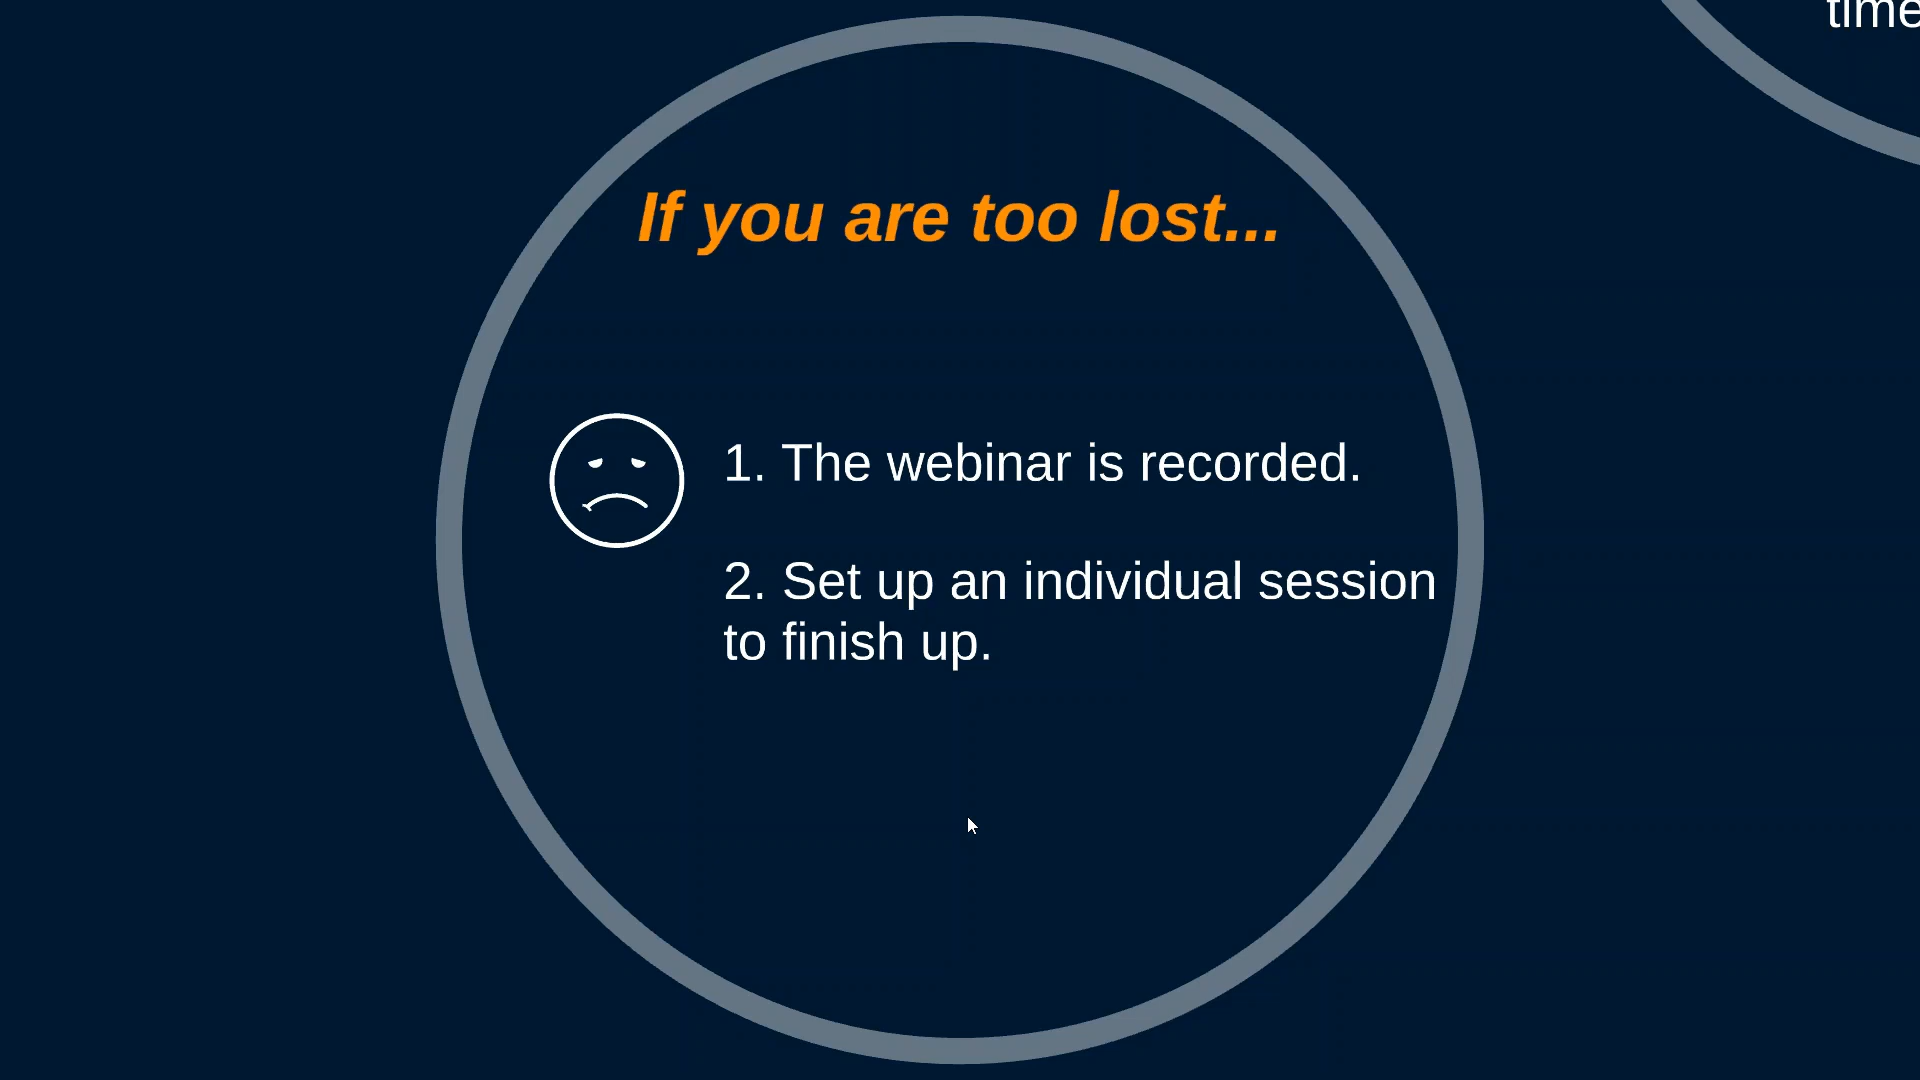 time
If you are too lost...
1. The webinar is recorded.
2. Set up an individual session
to finish up.